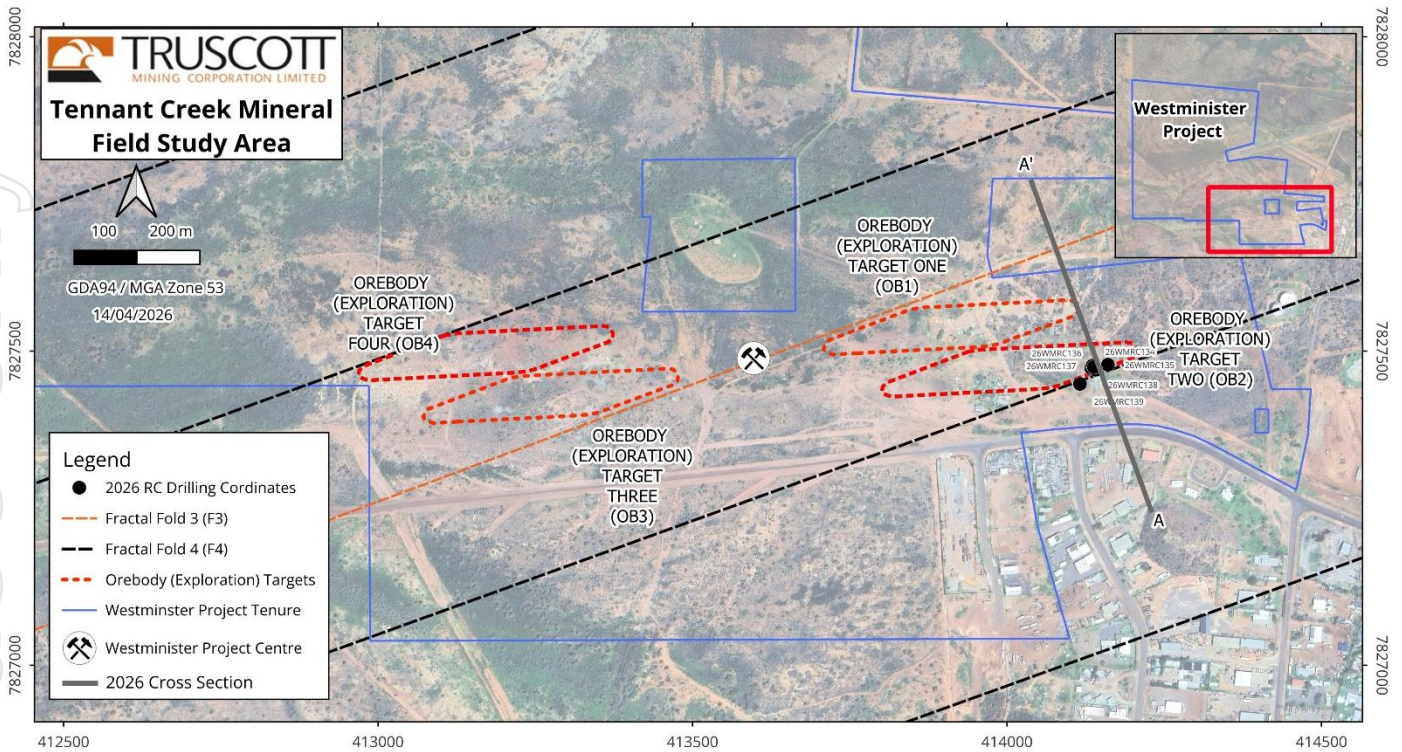 TRUSCOTT
MINING CORPORATION LIMITED
Tennant Creek Mineral
Field Study Area
100 200 m
GDA94 / MGA Zone 53
14/04/2026
7828000
7827500
7827000
7828000
7827500
7827000
412500
413000
413500
414000
414500
Westminister
Project
A'
OREBODY
(EXPLORATION)
TARGET ONE
(OB1)
OREBODY
(EXPLORATION)
TARGET
FOUR (OB4)
OREBODY
(EXPLORATION)
TARGET
TWO (OB2)
26WMRC136
26WMRC134
26WMRC137
26WMRC135
26WMRC138
26WMRC139
OREBODY
(EXPLORATION)
TARGET
THREE
(OB3)
A
Legend
2026 RC Drilling Cordinates
Fractal Fold 3 (F3)
Fractal Fold 4 (F4)
Orebody (Exploration) Targets
Westminster Project Tenure
Westminister Project Centre
2026 Cross Section